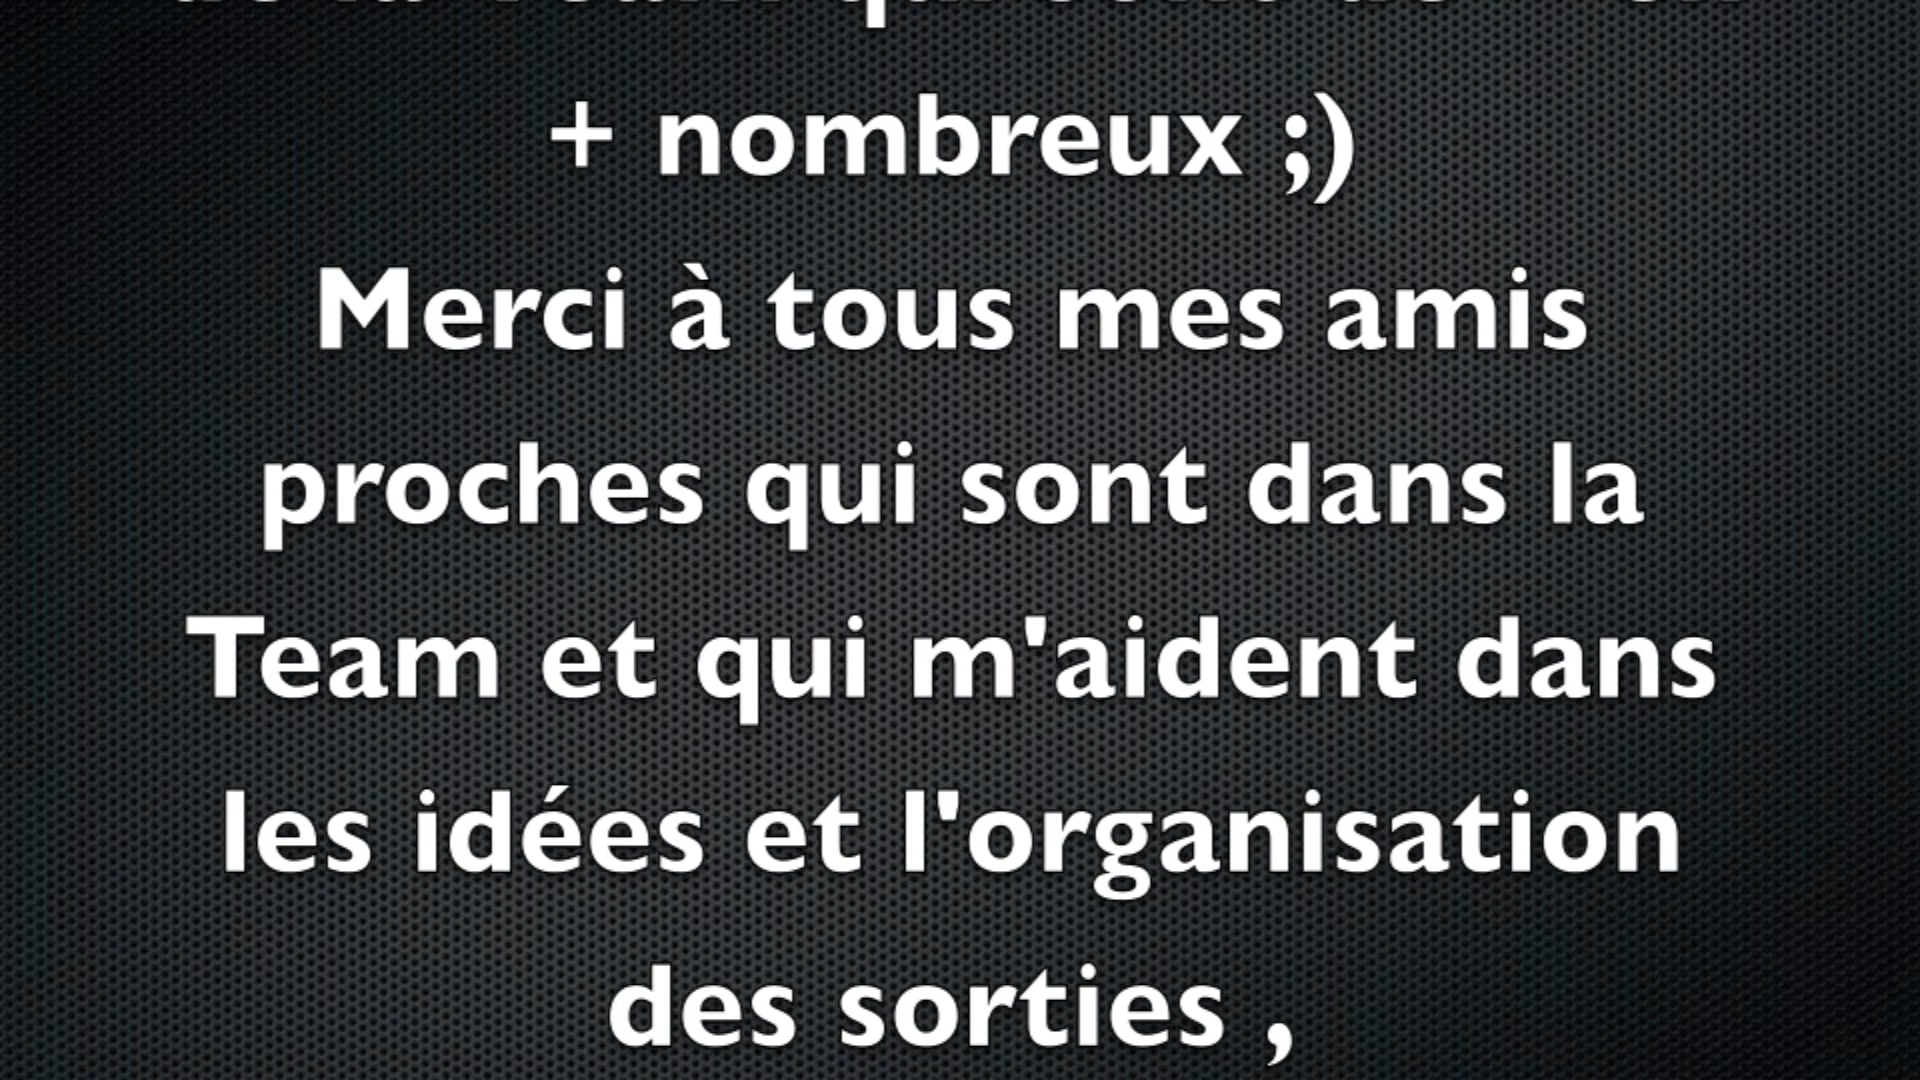 + nombreux ;)
Merci à tous mes amis
proches qui sont dans la
Team et qui m'aident dans
les idées et l'organisation
des sorties ,